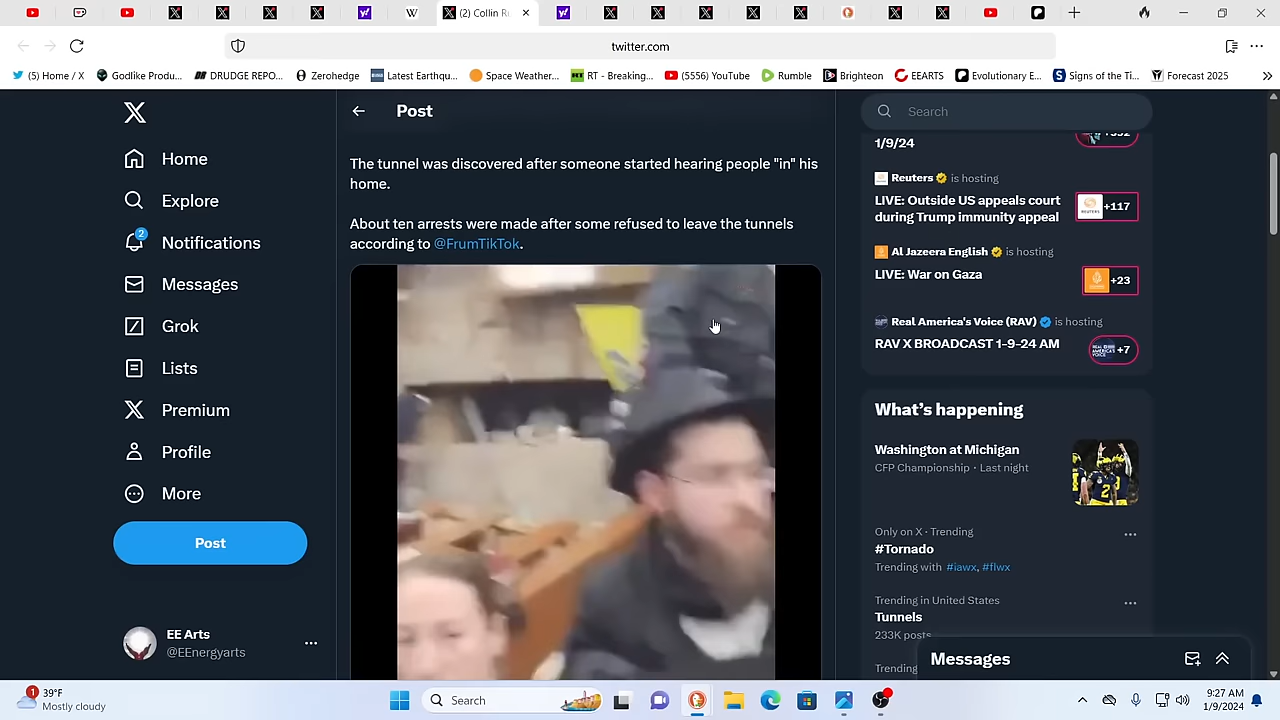 (2) Collin R
twitter.com
(5) Home / X
Godlike Produ...
DRUDGE REPO...
Zerohedge
Latest Earthqu...
Space Weather...
RT - Breaking...
(5556) YouTube
Rumble
Brighteon
EEARTS
Evolutionary E...
Signs of the Ti...
Forecast 2025
Home
Explore
2
Notifications
Messages
Grok
Lists
Premium
Profile
More
Post
EE Arts
@EEnergyarts
Post
The tunnel was discovered after someone started hearing people "in" his
home.
About ten arrests were made after some refused to leave the tunnels
according to @FrumTikTok.
Search
1/9/24
Reuters is hosting
LIVE: Outside US appeals court
during Trump immunity appeal
+117
Al Jazeera English is hosting
LIVE: War on Gaza
+23
Real America's Voice (RAV) is hosting
RAV X BROADCAST 1-9-24 AM
+7
What's happening
Washington at Michigan
CFP Championship · Last night
Only on X · Trending
#Tornado
Trending with #iawx, #flwx
Trending in United States
Tunnels
233K posts
Trending
Messages
1
39°F
Mostly cloudy
Search
9:27 AM
1/9/2024